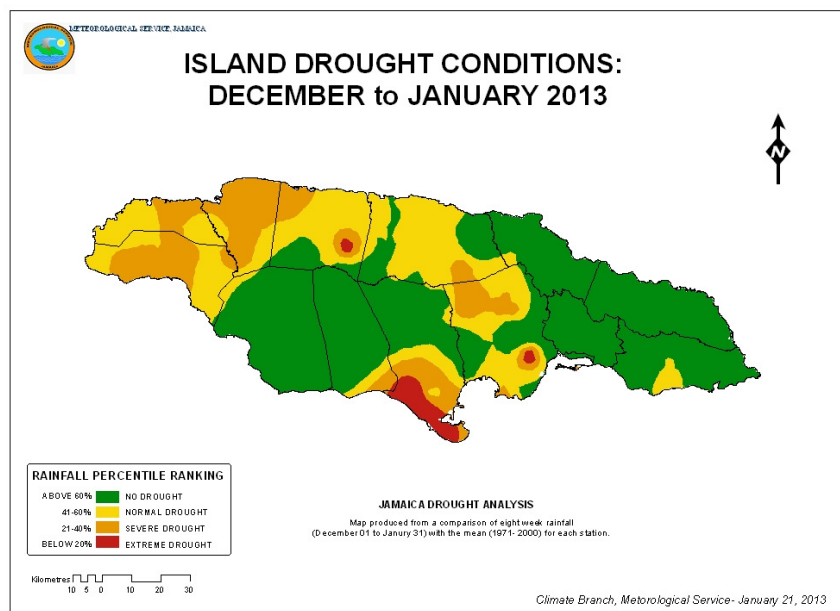 METEOROLOGICAL SERVICE, JAMAICA
ISLAND DROUGHT CONDITIONS:
DECEMBER to JANUARY 2013
N
RAINFALL PERCENTILE RANKING
ABOVE 60% NO DROUGHT
41-60% NORMAL DROUGHT
21-40% SEVERE DROUGHT
BELOW 20% EXTREME DROUGHT
JAMAICA DROUGHT ANALYSIS
Map produced from a comparison of eight week rainfall
(December 01 to Janury 31) with the mean (1971- 2000) for each station.
Kilometres
10 5 0 10 20 30
Climate Branch, Metorological Service- January 21, 2013